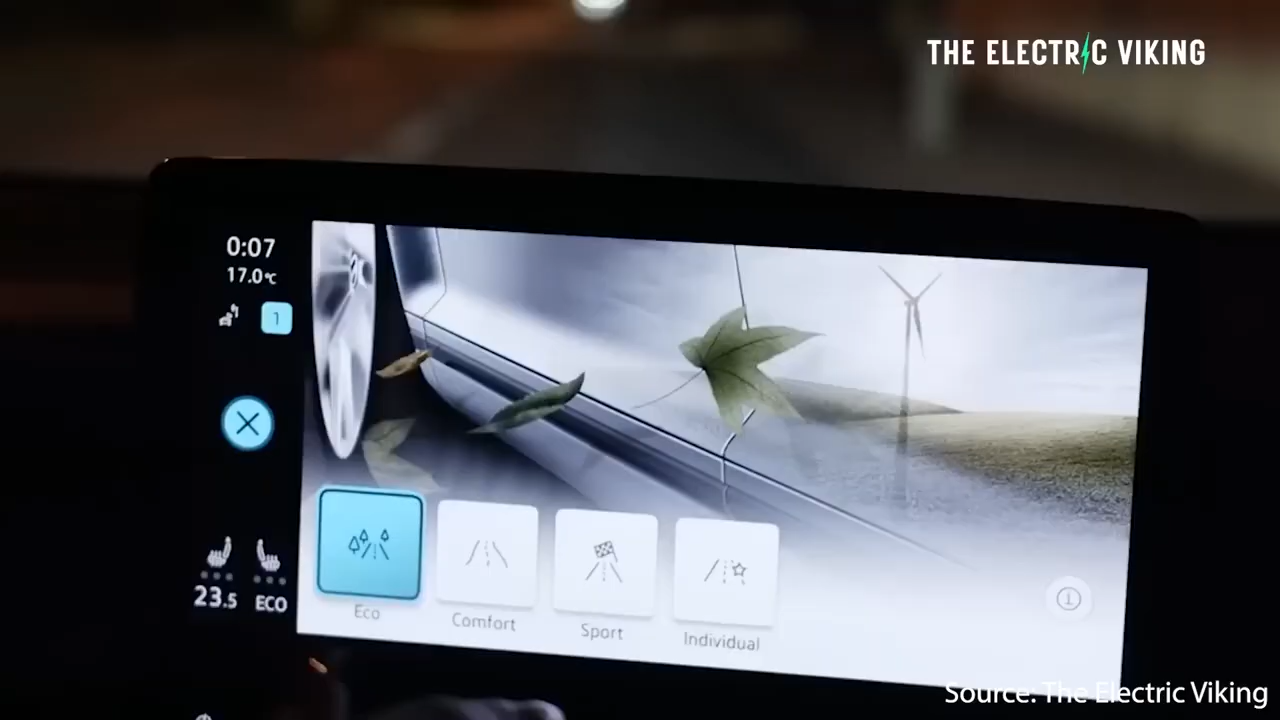 THE ELECTRIC VIKING
0:07
17.0°C
1
23.5
ECO
Eco
Comfort
Sport
Individual
Source: The Electric Viking